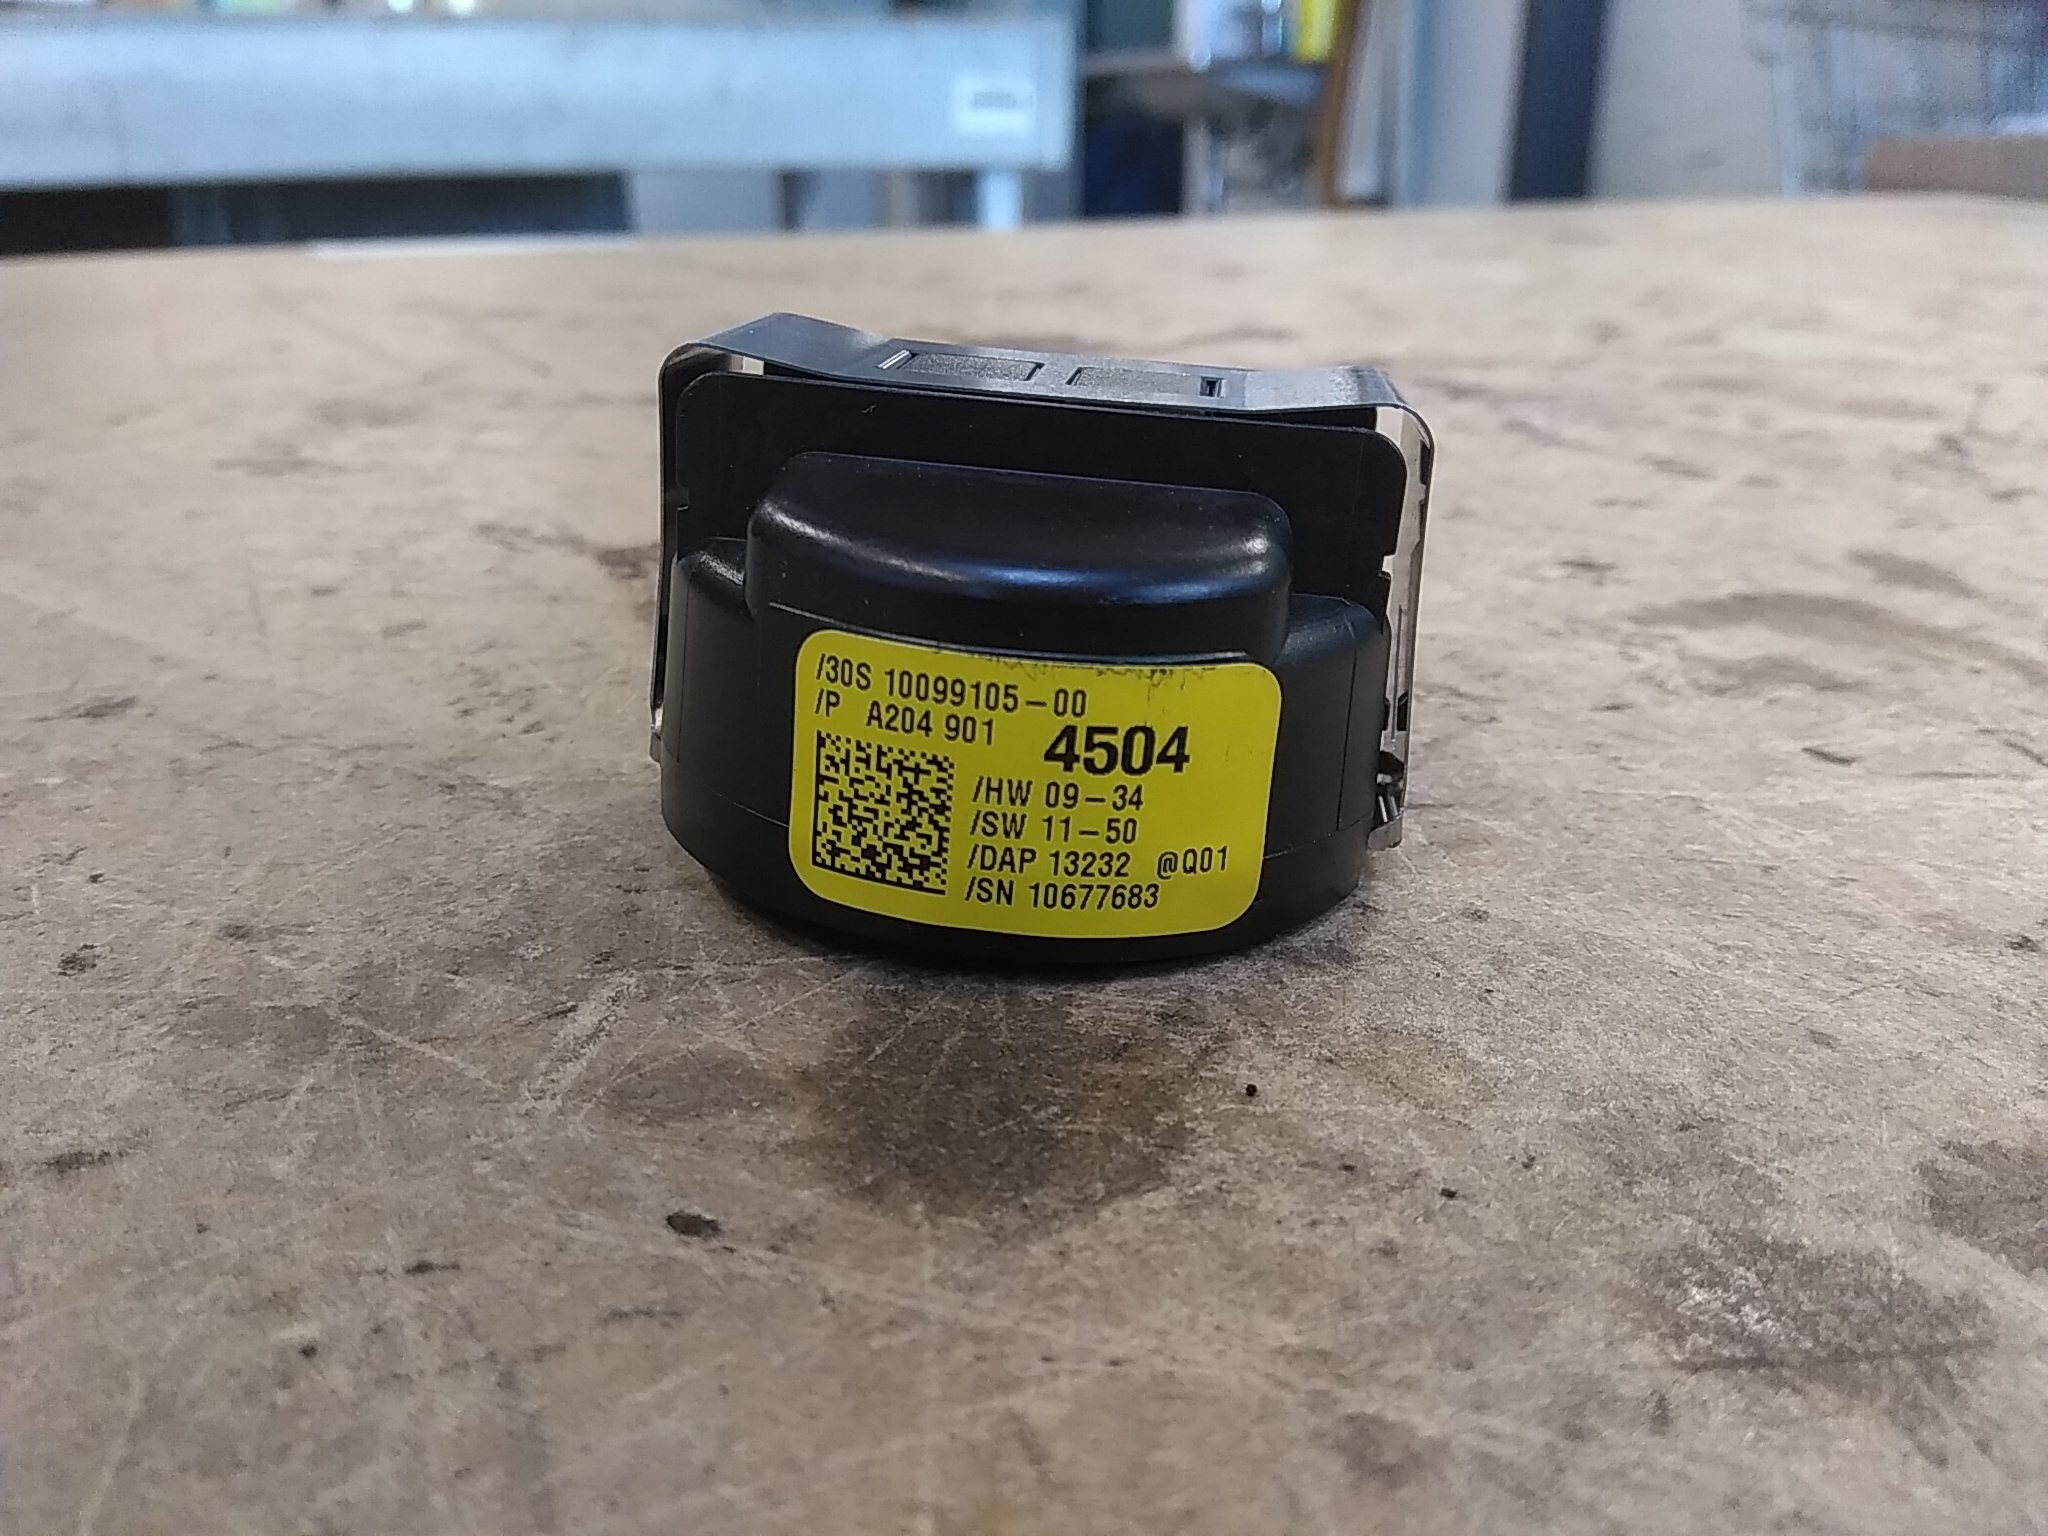 /30S 10099105-00
/P A204 901 4504
/HW 09-34
/SW 11-50
/DAP 13232 @Q01
/SN 10677683